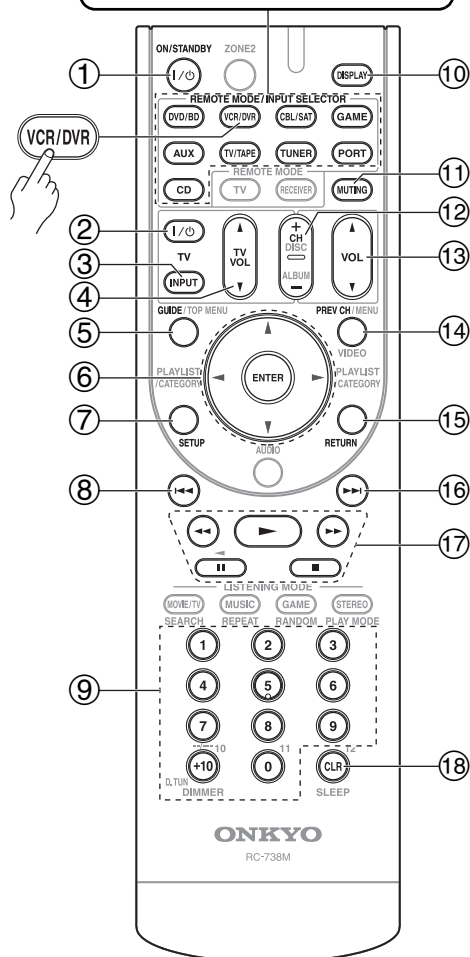 ON/STANDBY ZONE2
① I/⏻ DISPLAY ⑩
REMOTE MODE/INPUT SELECTOR
DVD/BD VCR/DVR CBL/SAT GAME
VCR/DVR
AUX TV/TAPE TUNER PORT
REMOTE MODE ⑪
CD TV RECEIVER MUTING
② I/⏻ + ⑫
CH
TV TV VOL DISC VOL ⑬
③ INPUT ALBUM
④ −
GUIDE/TOP MENU PREV CH/MENU
⑤ ⑭
VIDEO
PLAYLIST/CATEGORY PLAYLIST CATEGORY
⑥ ENTER
⑦ ⑮
SETUP RETURN
AUDIO
⑧ ⑯
⑰
LISTENING MODE
MOVIE/TV MUSIC GAME STEREO
SEARCH REPEAT RANDOM PLAY MODE
1 2 3
⑨ 4 5 6
7 8 9
--/--- 10 11 12
+10 0 CLR ⑱
D.TUN
DIMMER SLEEP
ONKYO
RC-738M